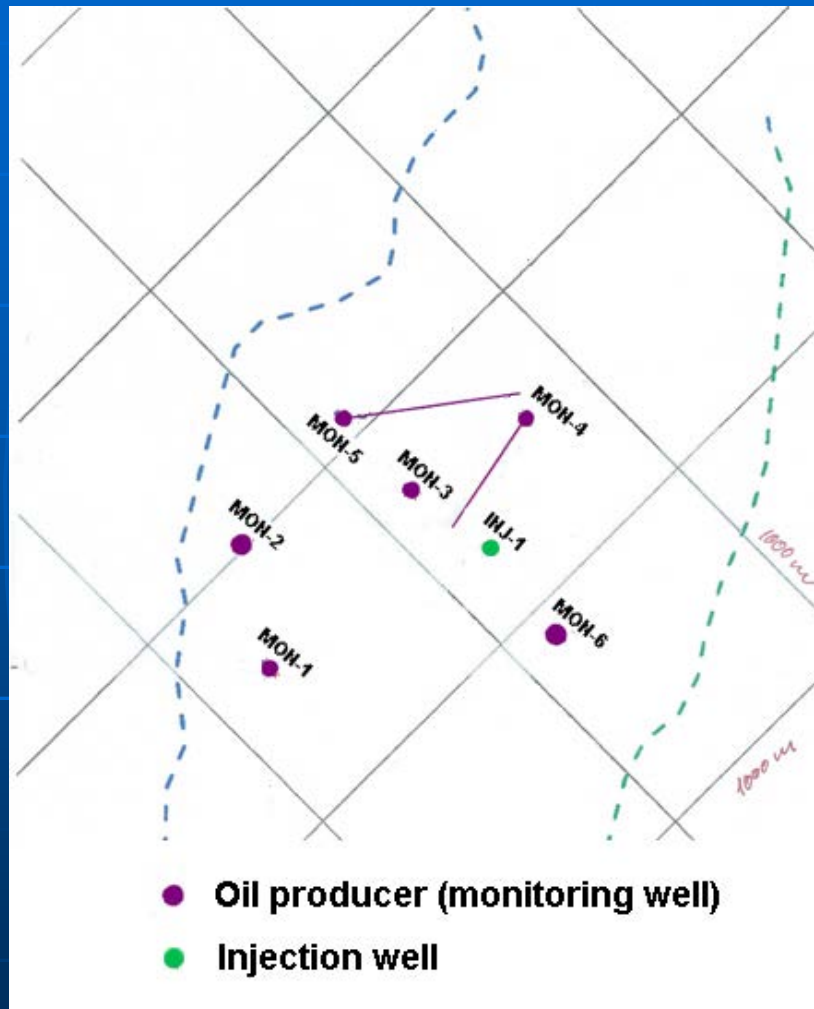 MON-4
MON-5
MON-3
MON-2
INJ-1
1000 m
MON-6
MON-1
1000 m
Oil producer (monitoring well)
Injection well